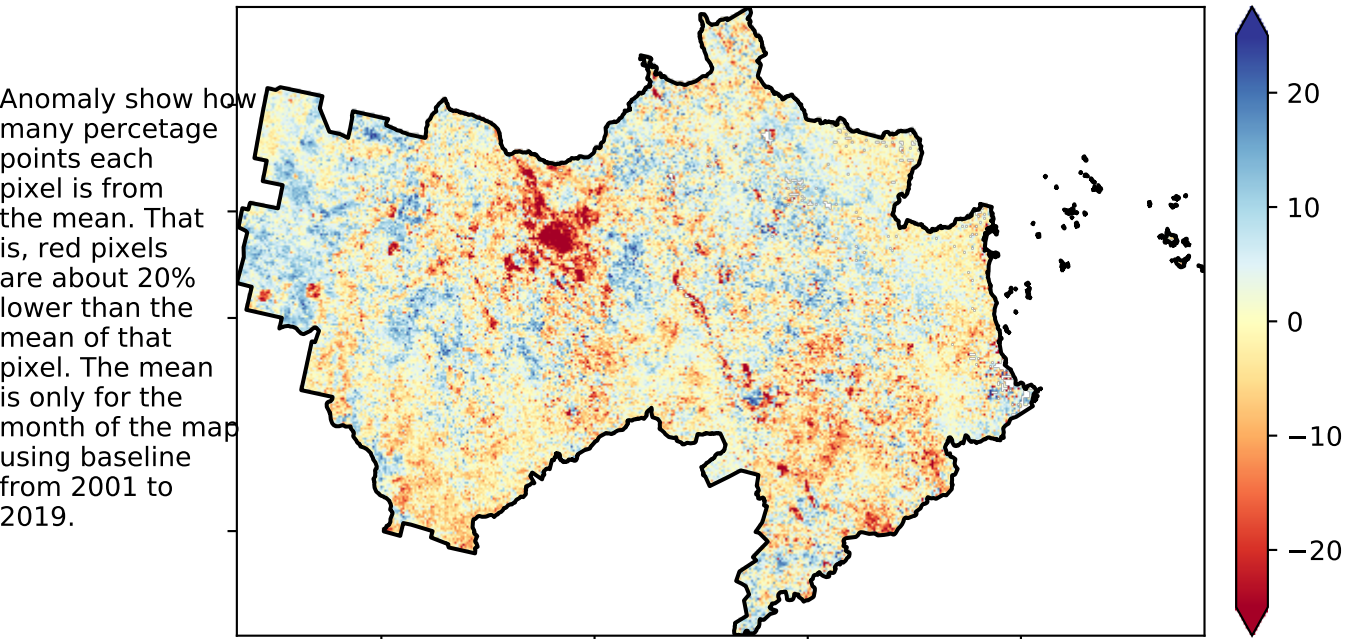 Anomaly show how
many percetage
points each
pixel is from
the mean. That
is, red pixels
are about 20%
lower than the
mean of that
pixel. The mean
is only for the
month of the map
using baseline
from 2001 to
2019.
20
10
0
−10
−20